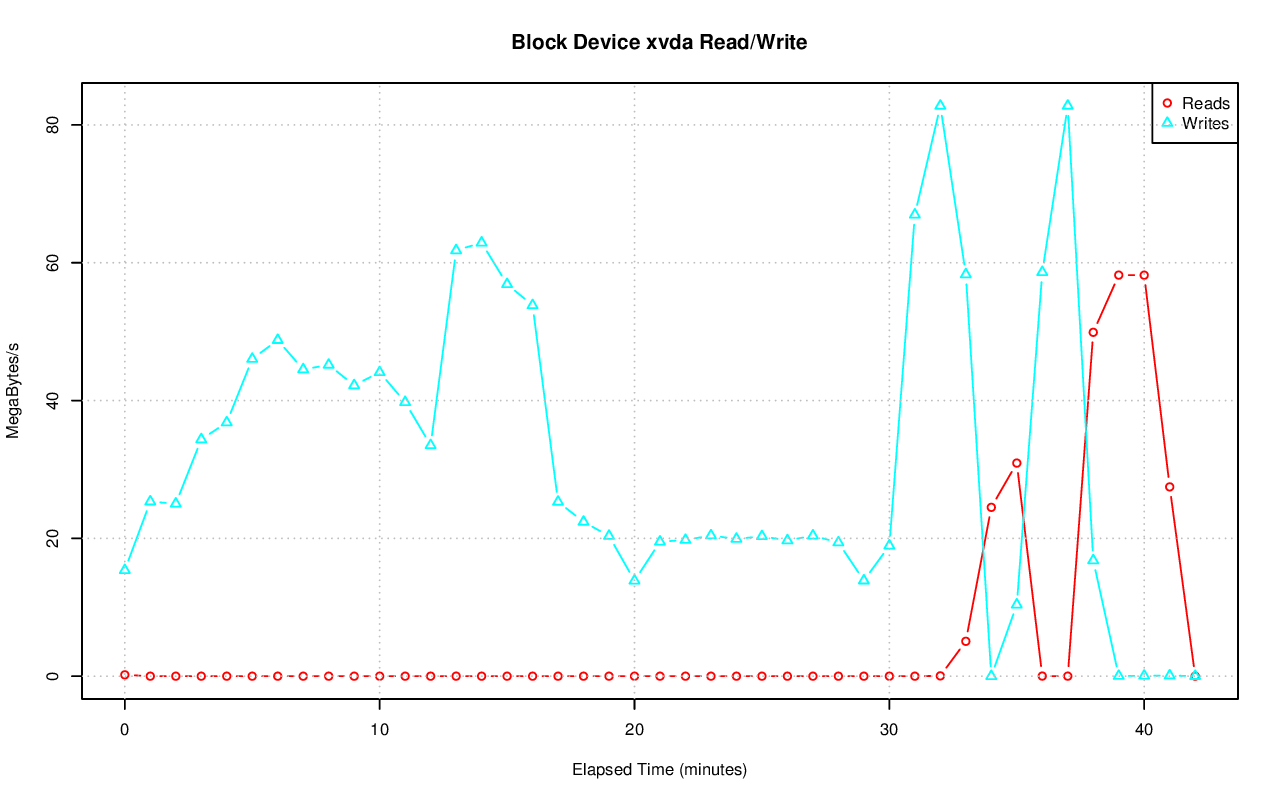 Block Device xvda Read/Write
Reads
Writes
MegaBytes/s
80
60
40
20
0
0 10 20 30 40
Elapsed Time (minutes)